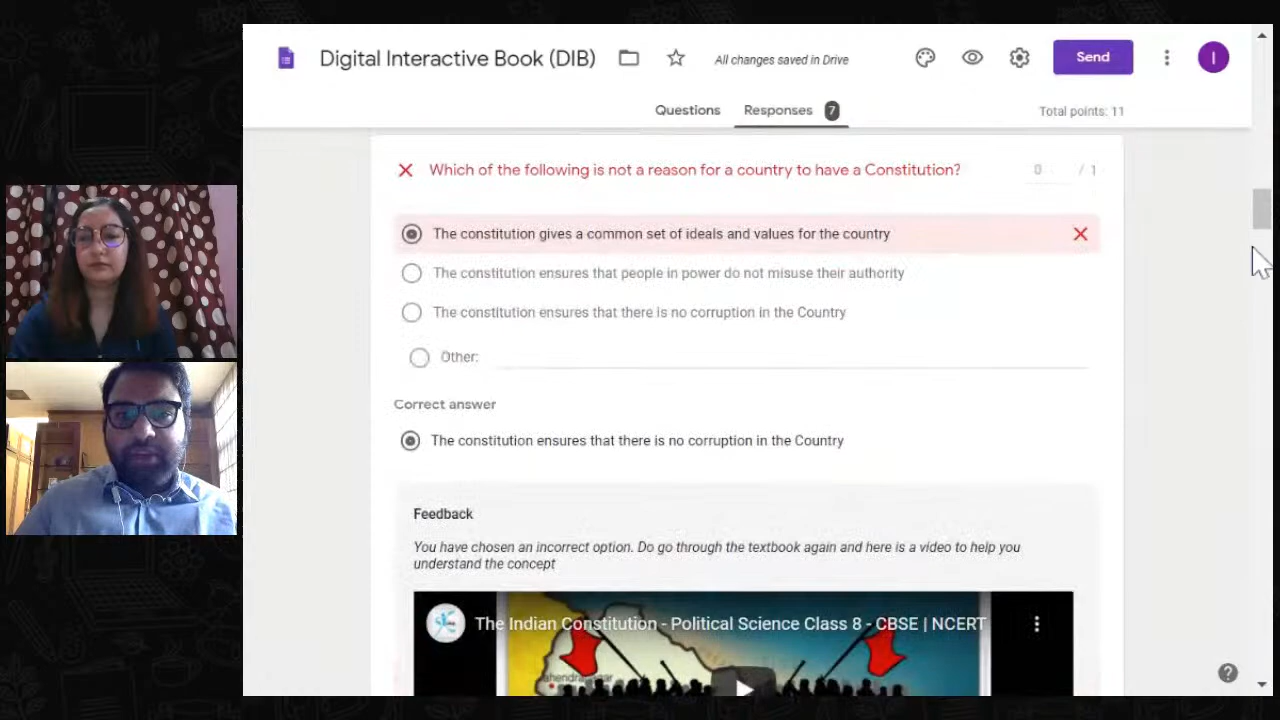 Digital Interactive Book (DIB)
All changes saved in Drive
Send
I
Questions
Responses 7
Total points: 11
Which of the following is not a reason for a country to have a Constitution?
0 / 1
The constitution gives a common set of ideals and values for the country
The constitution ensures that people in power do not misuse their authority
The constitution ensures that there is no corruption in the Country
Other:
Correct answer
The constitution ensures that there is no corruption in the Country
Feedback
You have chosen an incorrect option. Do go through the textbook again and here is a video to help you
understand the concept
The Indian Constitution - Political Science Class 8 - CBSE | NCERT